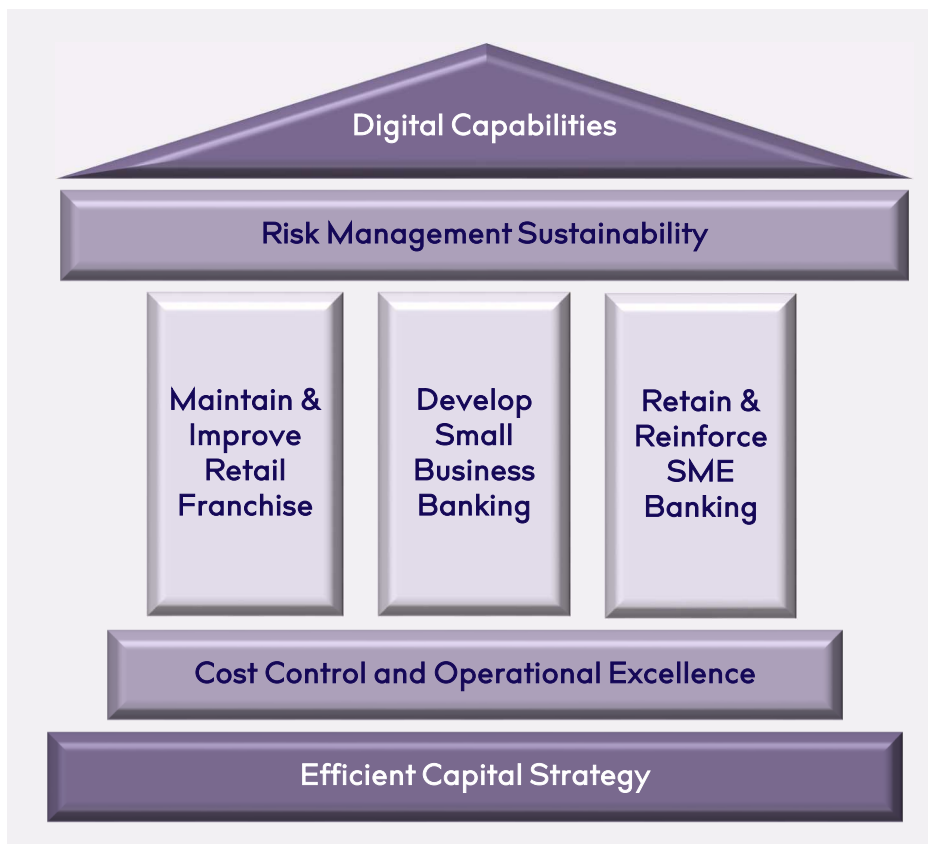 Digital Capabilities
Risk Management Sustainability
Maintain &
Improve
Retail
Franchise
Develop
Small
Business
Banking
Retain &
Reinforce
SME
Banking
Cost Control and Operational Excellence
Efficient Capital Strategy